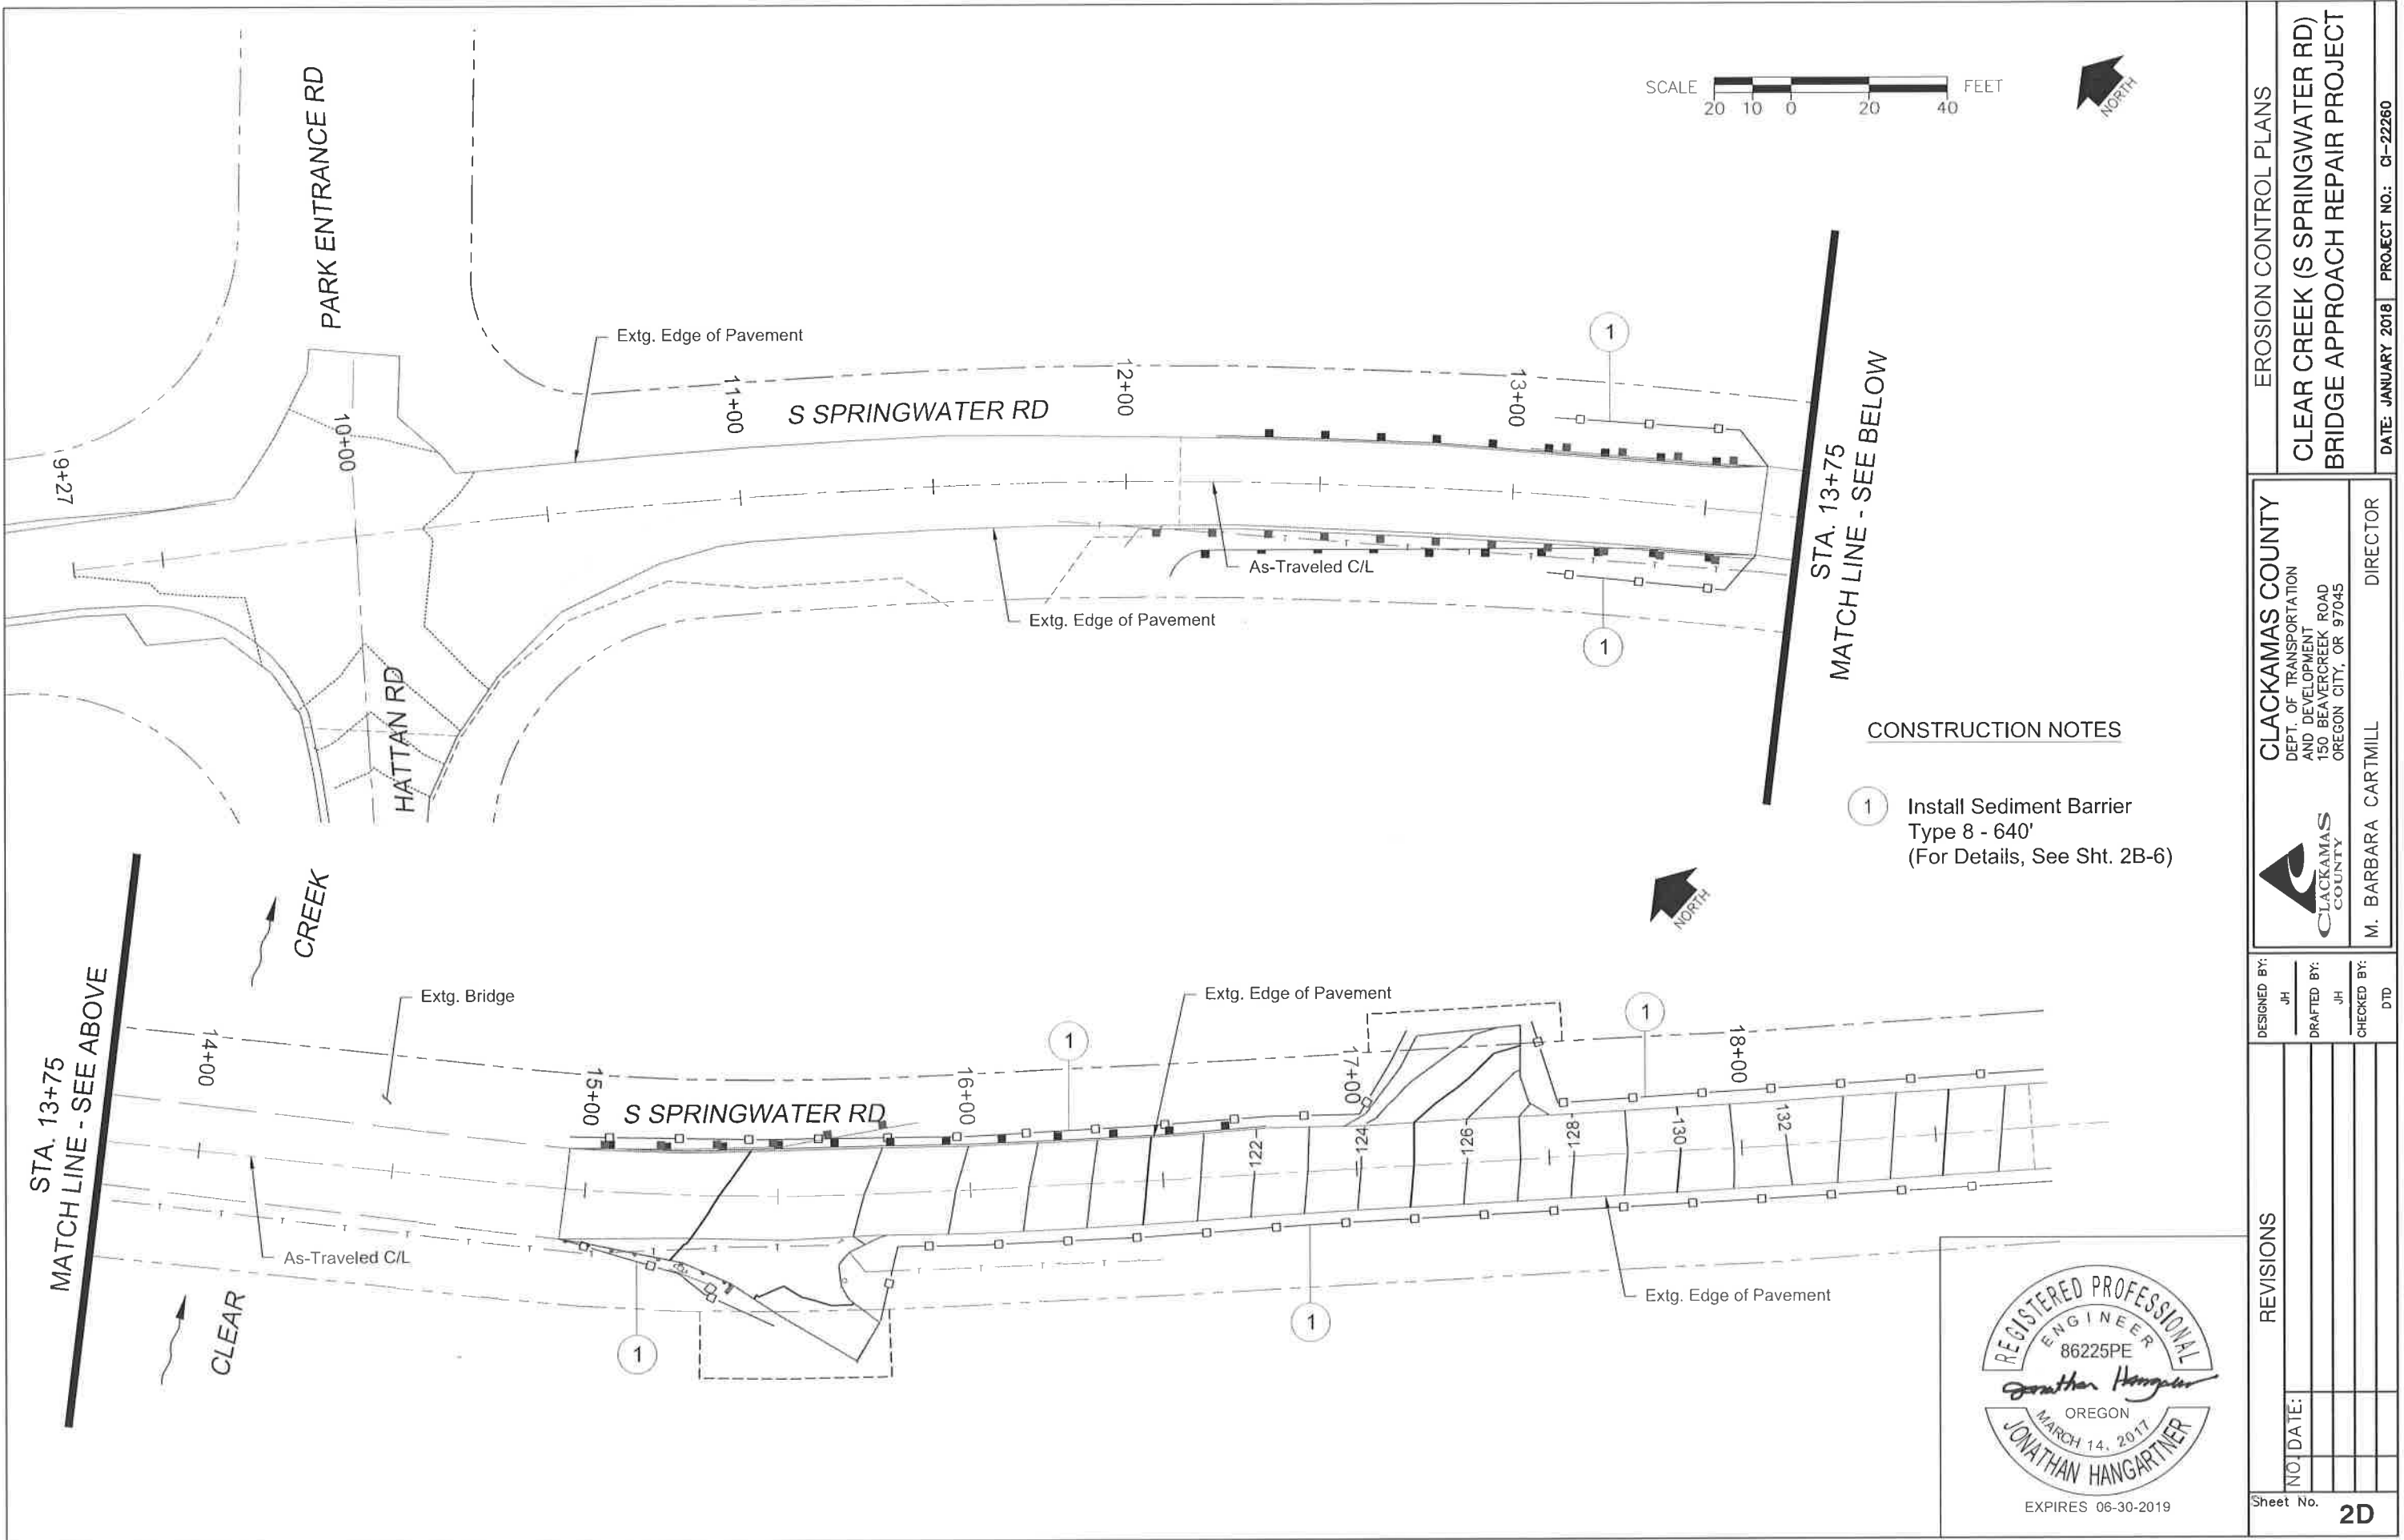 PARK ENTRANCE RD
SCALE
20 10 0 20 40
FEET
NORTH
Extg. Edge of Pavement
1
9+27
10+00
11+00
S SPRINGWATER RD
12+00
13+00
As-Traveled C/L
Extg. Edge of Pavement
1
HATTAN RD
STA. 13+75
MATCH LINE - SEE BELOW
CONSTRUCTION NOTES
1 Install Sediment Barrier
Type 8 - 640'
(For Details, See Sht. 2B-6)
NORTH
STA. 13+75
MATCH LINE - SEE ABOVE
CREEK
Extg. Bridge
14+00
15+00
S SPRINGWATER RD
16+00
1
Extg. Edge of Pavement
17+00
1
18+00
122
124
126
128
130
132
As-Traveled C/L
CLEAR
1
1
Extg. Edge of Pavement
REGISTERED PROFESSIONAL
ENGINEER
86225PE
Jonathan Hangartner
OREGON
MARCH 14, 2017
JONATHAN HANGARTNER
EXPIRES 06-30-2019
EROSION CONTROL PLANS
CLEAR CREEK (S SPRINGWATER RD)
BRIDGE APPROACH REPAIR PROJECT
DATE: JANUARY 2018
PROJECT NO.: CI-22260
CLACKAMAS COUNTY
DEPT. OF TRANSPORTATION
AND DEVELOPMENT
150 BEAVERCREEK ROAD
OREGON CITY, OR 97045
CLACKAMAS
COUNTY
M. BARBARA CARTMILL DIRECTOR
DESIGNED BY:
JH
DRAFTED BY:
JH
CHECKED BY:
DTD
REVISIONS
NO. DATE:
Sheet No.
2D